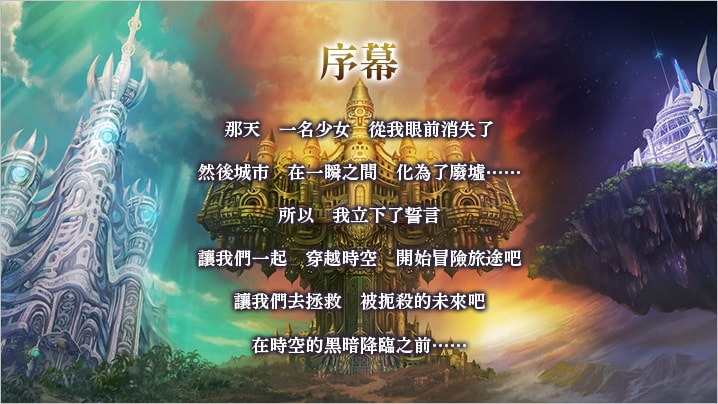 序幕
那天　一名少女　從我眼前消失了
然後城市　在一瞬之間　化為了廢墟⋯⋯
所以　我立下了誓言
讓我們一起　穿越時空　開始冒險旅途吧
讓我們去拯救　被扼殺的未來吧
在時空的黑暗降臨之前⋯⋯